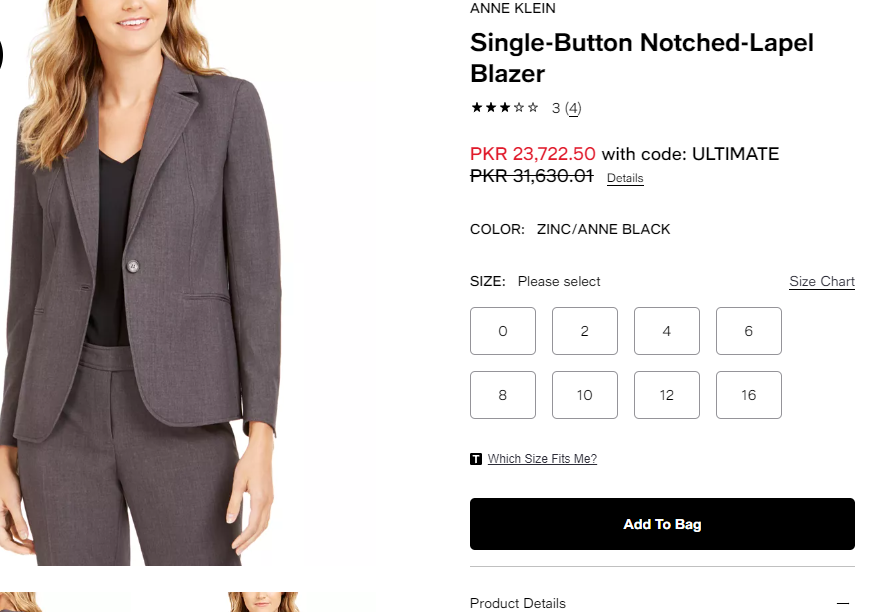 ANNE KLEIN
Single-Button Notched-Lapel
Blazer
3 (4)
PKR 23,722.50 with code: ULTIMATE
PKR 31,630.01 Details
COLOR: ZINC/ANNE BLACK
SIZE: Please select Size Chart
0 2 4 6
8 10 12 16
T Which Size Fits Me?
Add To Bag
Product Details